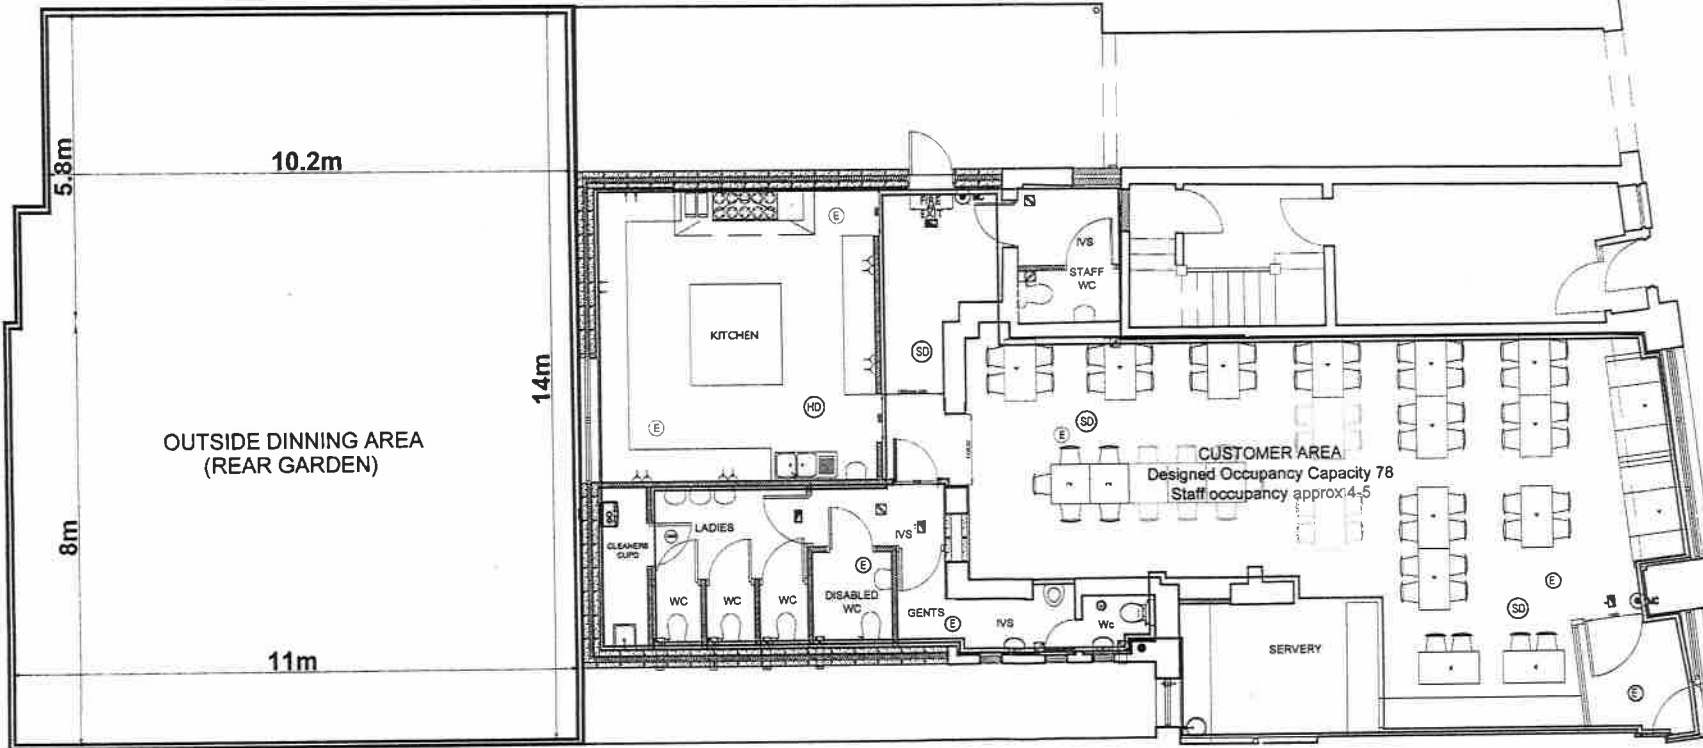 5.8m
10.2m
14m
8m
11m
OUTSIDE DINNING AREA
(REAR GARDEN)
KITCHEN
E
E
HD
FIRE
EXIT
SD
IVS
STAFF
WC
CLEANERS
CUPD
LADIES
WC
WC
WC
DISABLED
WC
E
IVS
GENTS
E
IVS
Wc
SD
E
CUSTOMER AREA
Designed Occupancy Capacity 78
Staff occupancy approx 4-5
SERVERY
E
SD
E